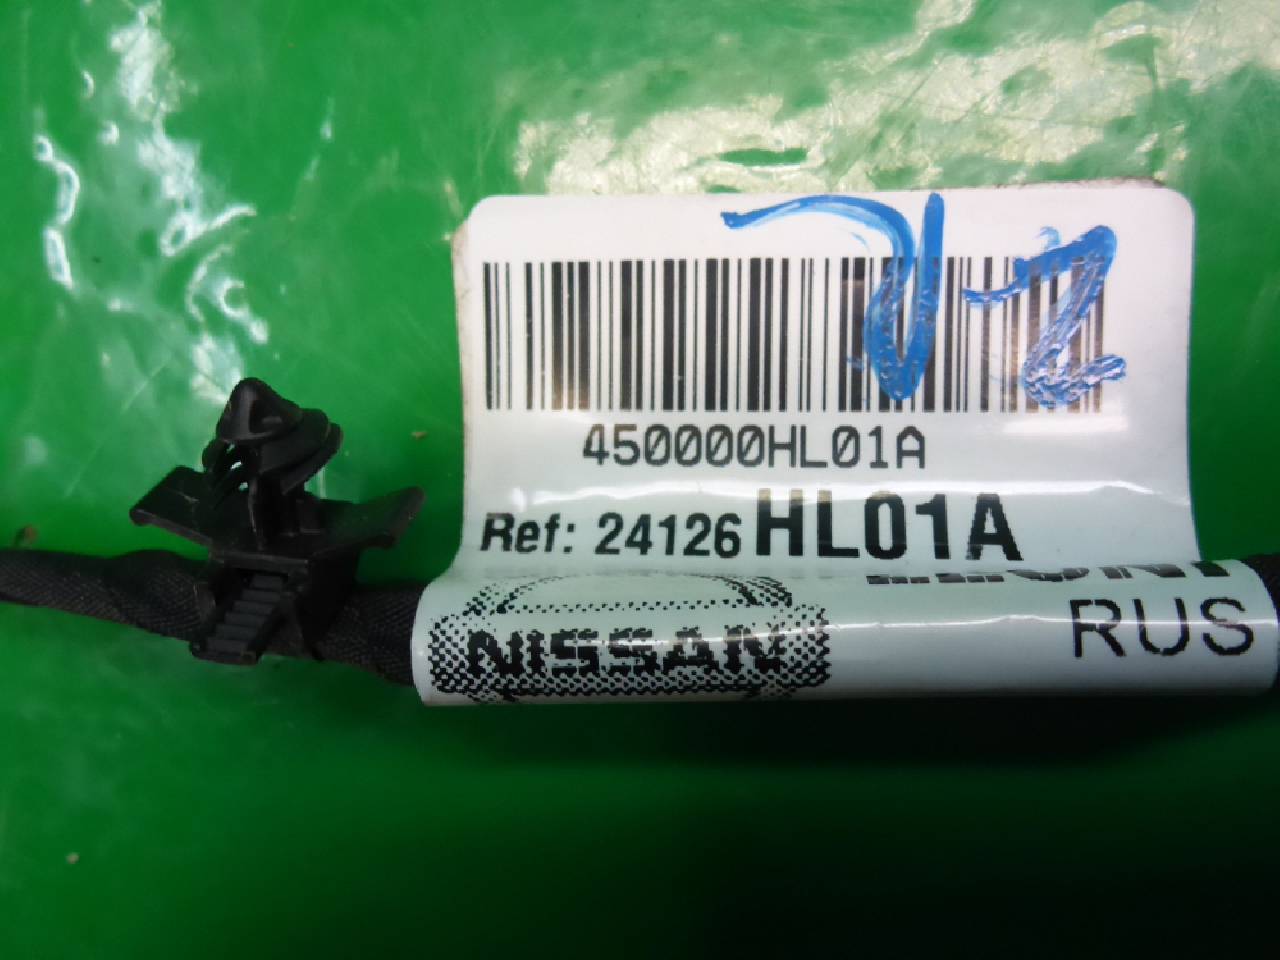 450000HL01A
Ref: 24126 HL01A
NISSAN
RUS